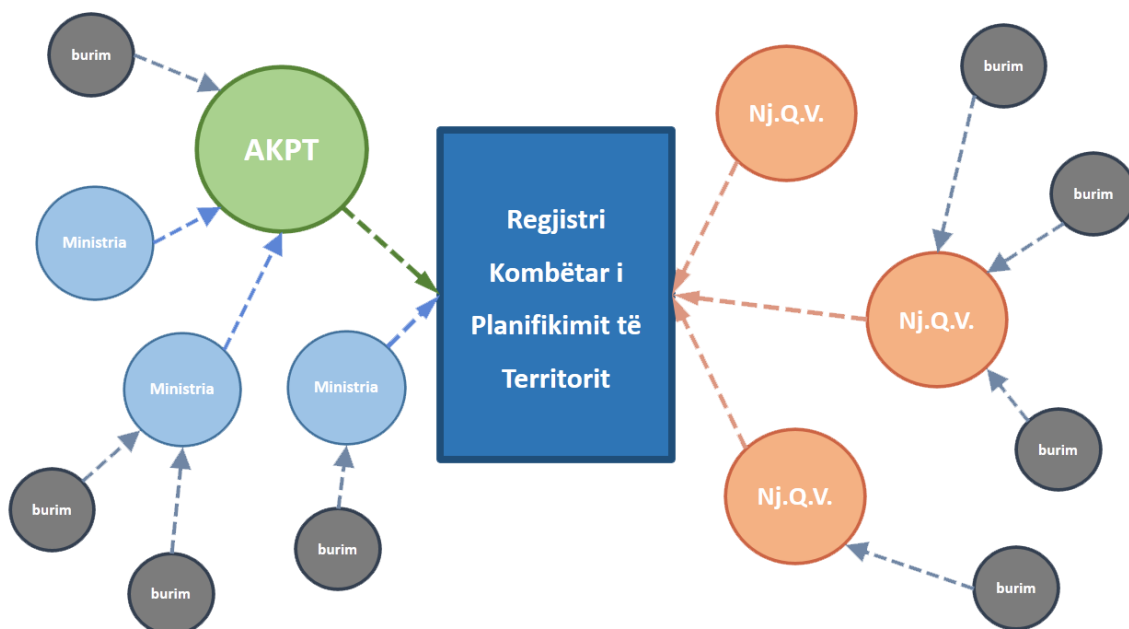 burim
AKPT
Ministria
Ministria
Ministria
burim
burim
burim
Regjistri
Kombëtar i
Planifikimit të
Territorit
Nj.Q.V.
burim
burim
Nj.Q.V.
burim
Nj.Q.V.
burim